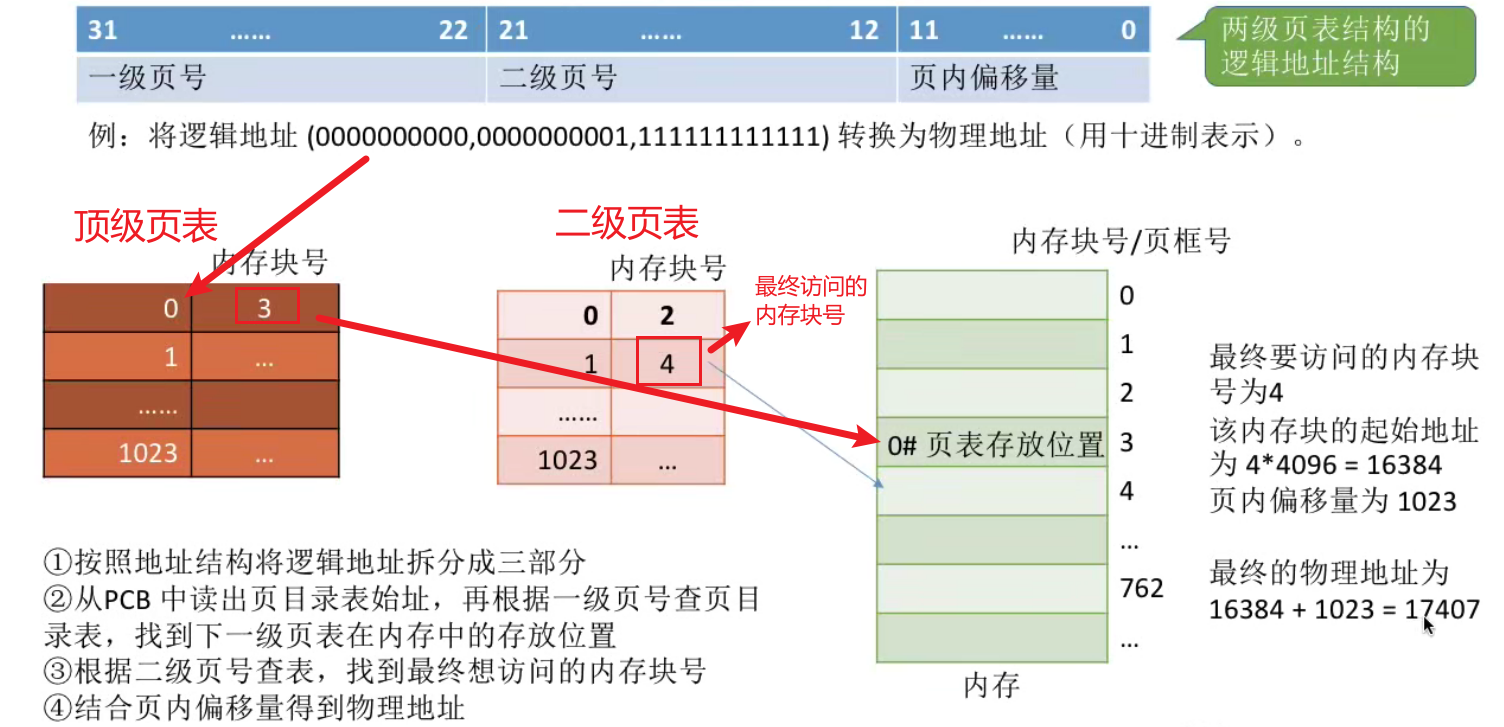 31 …… 22 21 …… 12 11 …… 0
一级页号 二级页号 页内偏移量
两级页表结构的
逻辑地址结构
例：将逻辑地址 (0000000000,0000000001,111111111111) 转换为物理地址（用十进制表示）。
顶级页表
内存块号
0 3
1 …
……
1023 …
二级页表
内存块号
0 2
1 4
……
1023 …
最终访问的
内存块号
内存块号/页框号
0
1
2
0# 页表存放位置 3
4
…
762
…
内存
最终要访问的内存块
号为4
该内存块的起始地址
为 4*4096 = 16384
页内偏移量为 1023
最终的物理地址为
16384 + 1023 = 17407
①按照地址结构将逻辑地址拆分成三部分
②从PCB 中读出页目录表始址，再根据一级页号查页目
录表，找到下一级页表在内存中的存放位置
③根据二级页号查表，找到最终想访问的内存块号
④结合页内偏移量得到物理地址